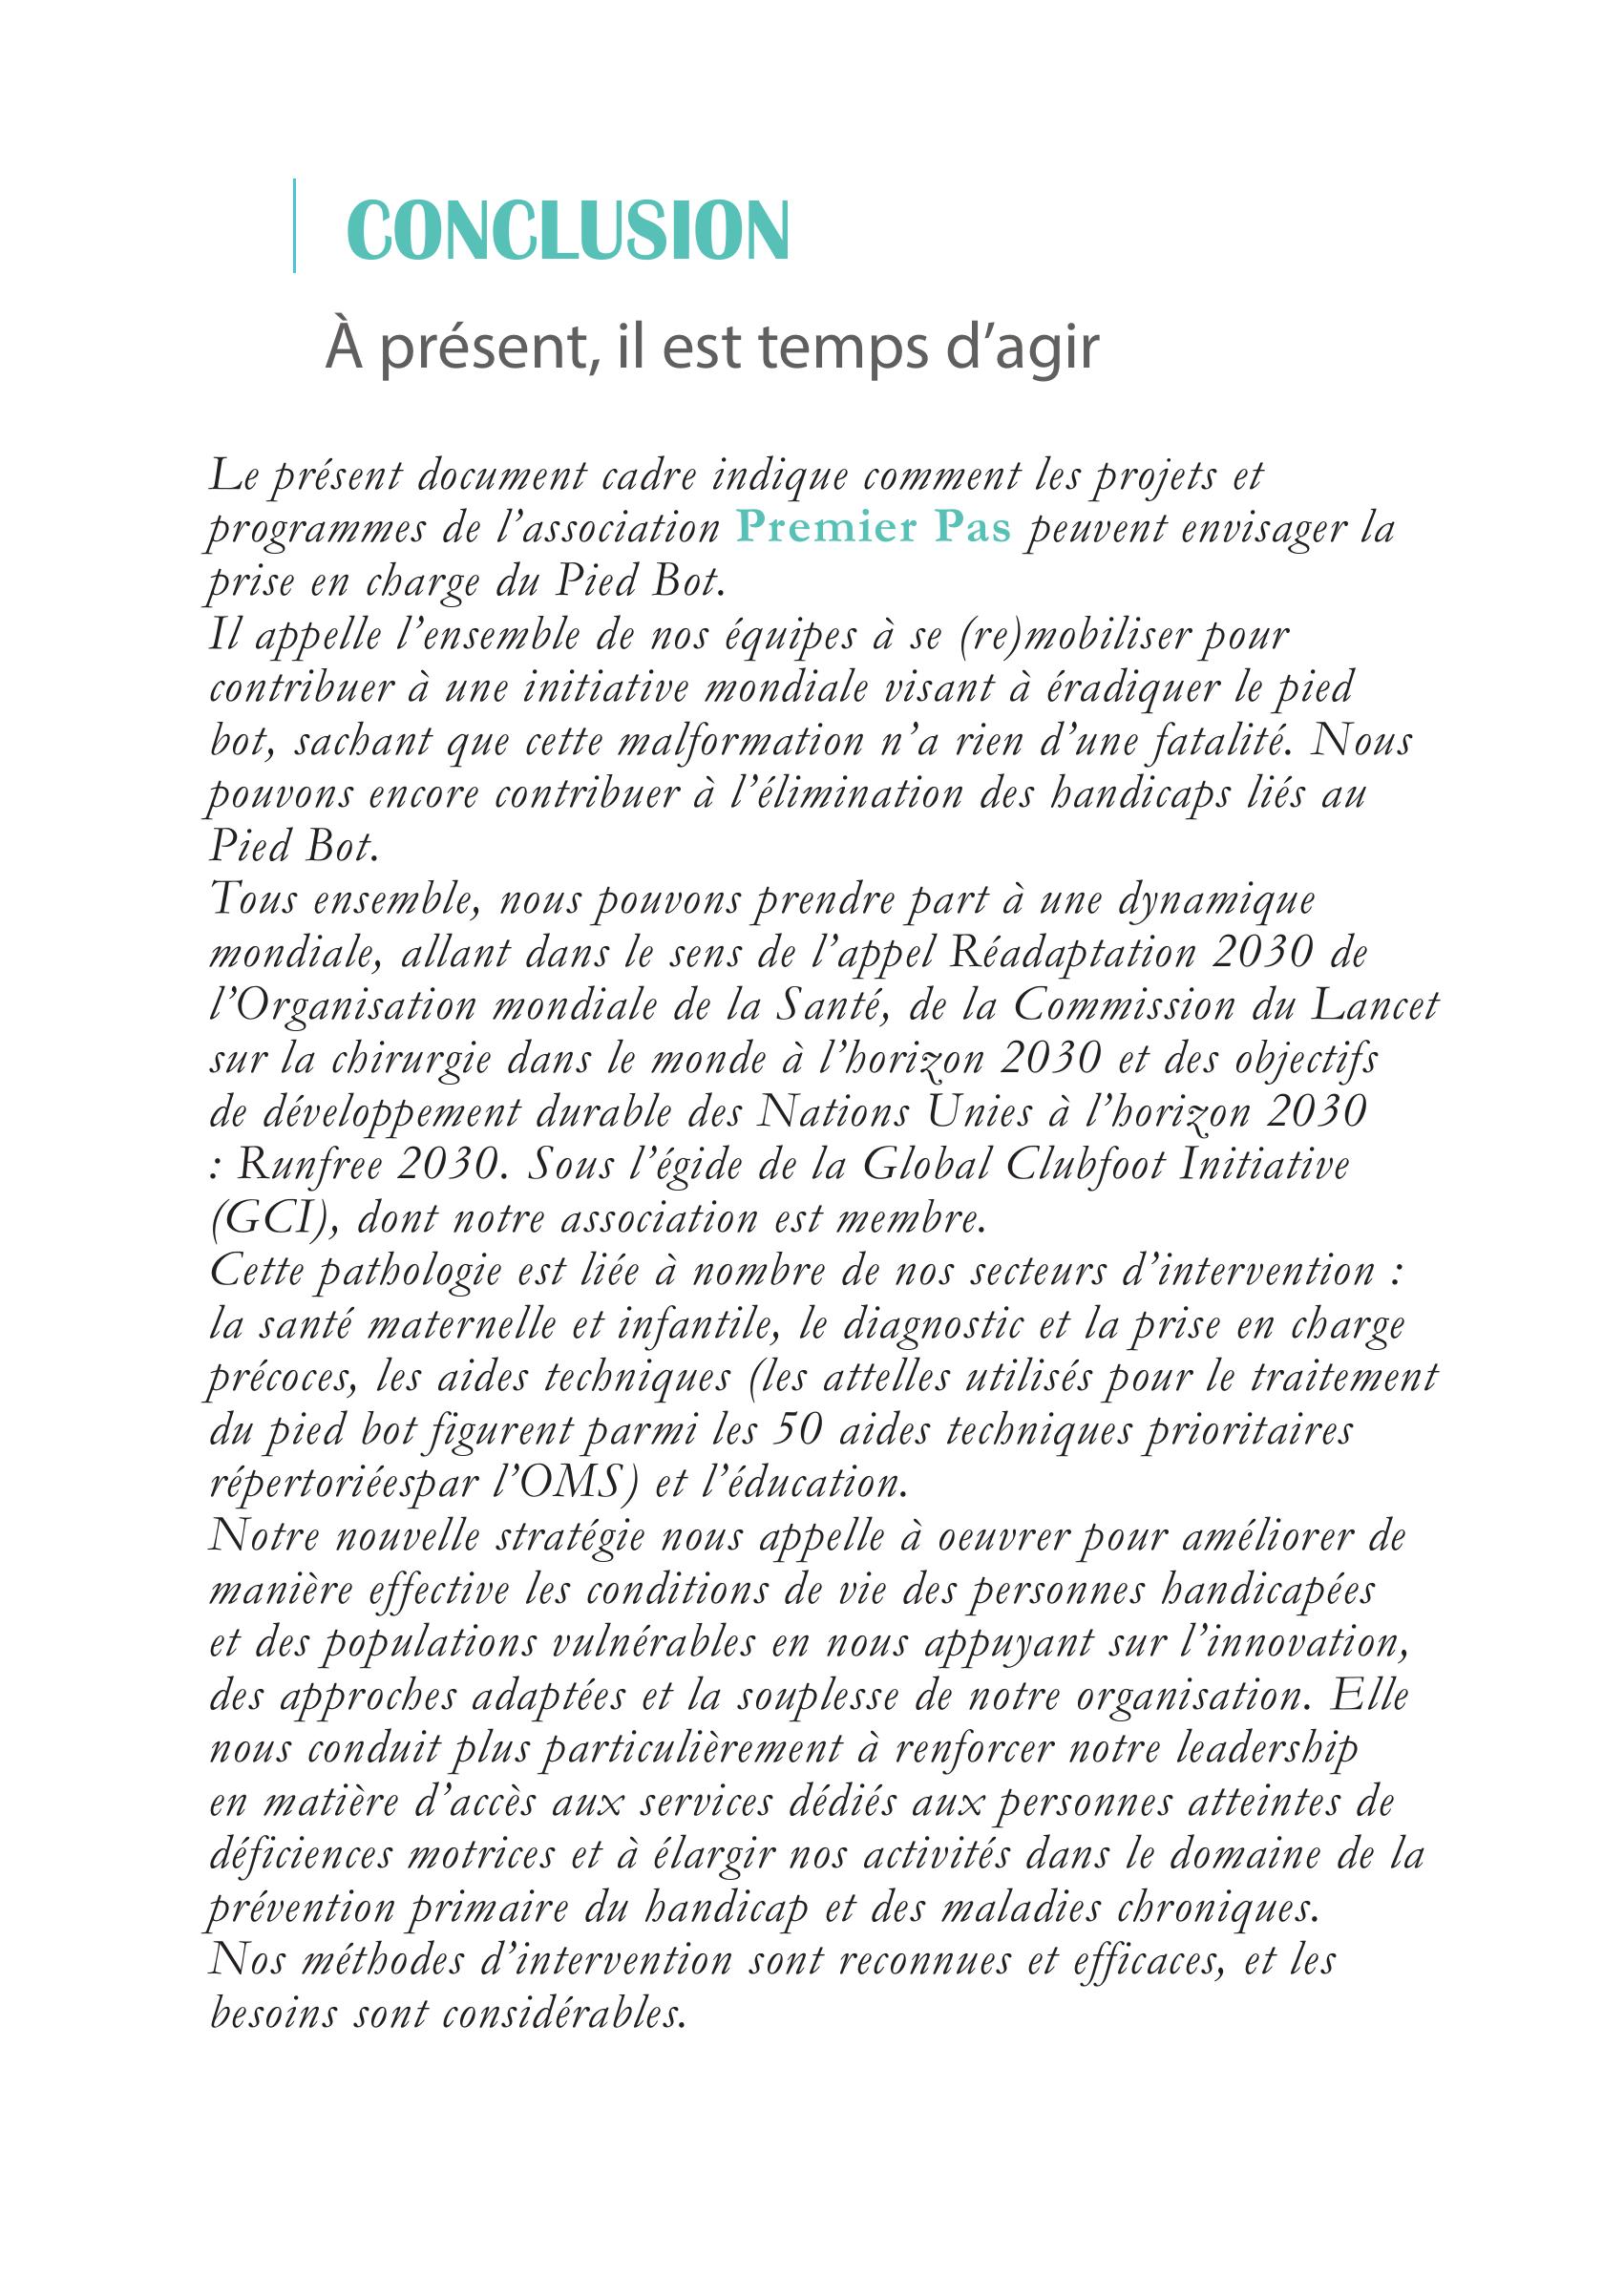 CONCLUSION
À présent, il est temps d’agir
Le présent document cadre indique comment les projets et
programmes de l’association Premier Pas peuvent envisager la
prise en charge du Pied Bot.
Il appelle l’ensemble de nos équipes à se (re)mobiliser pour
contribuer à une initiative mondiale visant à éradiquer le pied
bot, sachant que cette malformation n’a rien d’une fatalité. Nous
pouvons encore contribuer à l’élimination des handicaps liés au
Pied Bot.
Tous ensemble, nous pouvons prendre part à une dynamique
mondiale, allant dans le sens de l’appel Réadaptation 2030 de
l’Organisation mondiale de la Santé, de la Commission du Lancet
sur la chirurgie dans le monde à l’horizon 2030 et des objectifs
de développement durable des Nations Unies à l’horizon 2030
: Runfree 2030. Sous l’égide de la Global Clubfoot Initiative
(GCI), dont notre association est membre.
Cette pathologie est liée à nombre de nos secteurs d’intervention :
la santé maternelle et infantile, le diagnostic et la prise en charge
précoces, les aides techniques (les attelles utilisés pour le traitement
du pied bot figurent parmi les 50 aides techniques prioritaires
répertoriéespar l’OMS) et l’éducation.
Notre nouvelle stratégie nous appelle à oeuvrer pour améliorer de
manière effective les conditions de vie des personnes handicapées
et des populations vulnérables en nous appuyant sur l’innovation,
des approches adaptées et la souplesse de notre organisation. Elle
nous conduit plus particulièrement à renforcer notre leadership
en matière d’accès aux services dédiés aux personnes atteintes de
déficiences motrices et à élargir nos activités dans le domaine de la
prévention primaire du handicap et des maladies chroniques.
Nos méthodes d’intervention sont reconnues et efficaces, et les
besoins sont considérables.